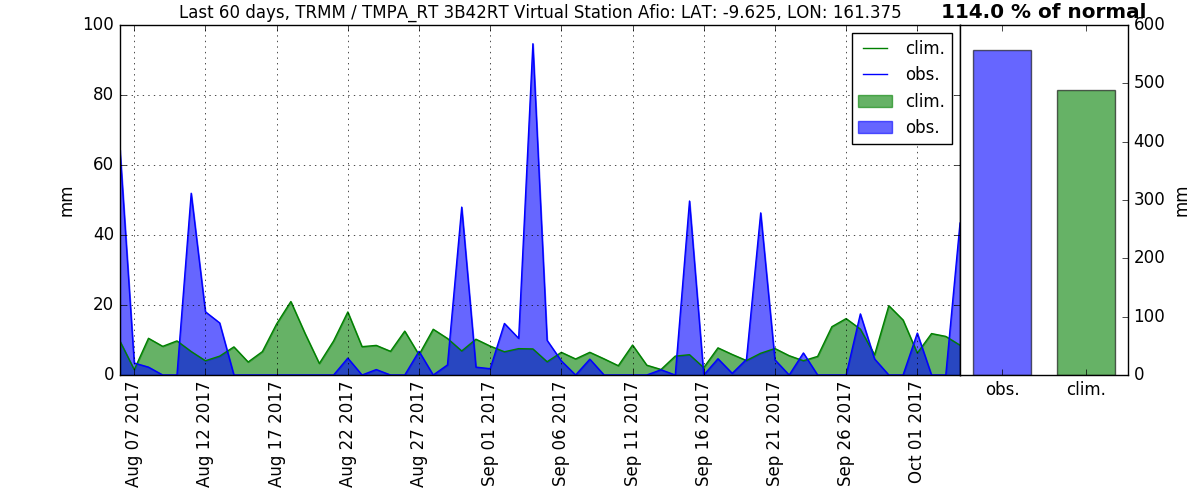 Last 60 days, TRMM / TMPA_RT 3B42RT Virtual Station Afio: LAT: -9.625, LON: 161.375
114.0 % of normal
100
80
60
40
20
0
mm
clim.
obs.
clim.
obs.
Aug 07 2017
Aug 12 2017
Aug 17 2017
Aug 22 2017
Aug 27 2017
Sep 01 2017
Sep 06 2017
Sep 11 2017
Sep 16 2017
Sep 21 2017
Sep 26 2017
Oct 01 2017
600
500
400
300
200
100
0
mm
obs.
clim.